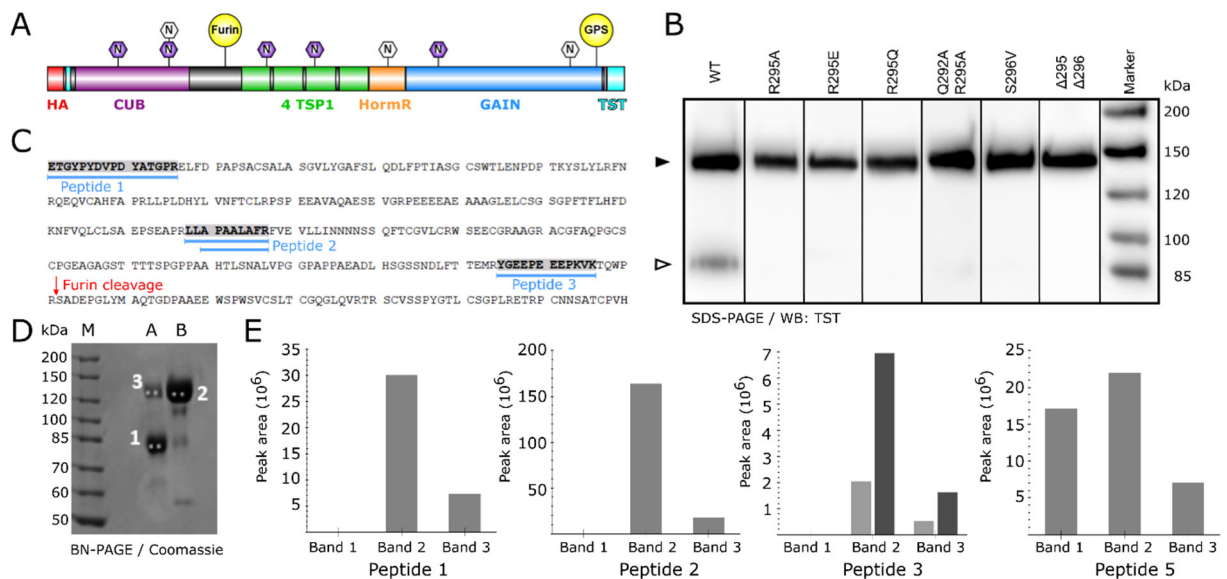 A
N
N
N
N
N
N
N
N
Furin
GPS
HA
CUB
4 TSP1
HormR
GAIN
TST
B
WT
R295A
R295E
R295Q
Q292A
R295A
S296V
Δ295
Δ296
Marker
kDa
200
150
120
100
85
SDS-PAGE / WB: TST
C
ETGYPYDVPD YATGPRELFD PAPSACSALA SGVLYGAFSL QDLFPTIASG CSWTLENPDP TKYSLYLRFN
Peptide 1
RQEQVCAHFA PRLLPLDHYL VNFTCLRPSP EEAVAQAESE VGRPEEEEAE AAAGLELCSG SGPFTFLHFD
KNFVQLCLSA EPSEAPRLLA PAALAFRFVE VLLINNNNSS QFTCGVLCRW SEECGRAAGR ACGFAQPGCS
Peptide 2
CPGEAGAGST TTTSPGPPAA HTLSNALVPG GPAPPAEADL HSGSSNDLFT TEMRYGEEPE EEPKVKTQWP
Furin cleavage
Peptide 3
RSADEPGLYM AQTGDPAAEE WSPWSVCSLT CGQGLQVRTR SCVSSPYGTL CSGPLRETRP CNNSATCPVH
D
kDa M A B
200
150
120
100
85
70
60
50
3
2
1
BN-PAGE / Coomassie
E
Peak area (10⁶)
35
30
25
20
15
10
5
Band 1 Band 2 Band 3
Peptide 1
Peak area (10⁶)
200
150
100
50
Band 1 Band 2 Band 3
Peptide 2
Peak area (10⁶)
7
6
5
4
3
2
1
Band 1 Band 2 Band 3
Peptide 3
Peak area (10⁶)
25
20
15
10
5
Band 1 Band 2 Band 3
Peptide 5